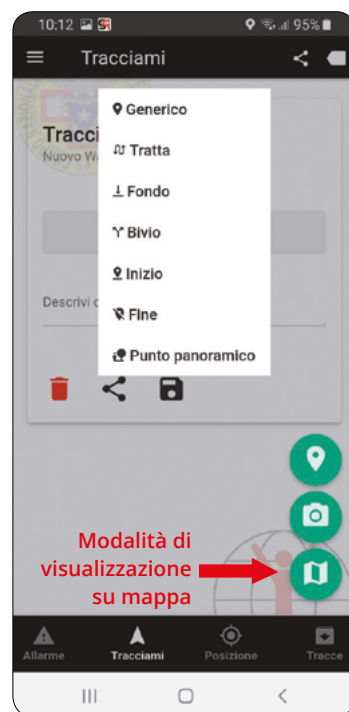 10:12
95%
Tracciami
Generico
Tracci
Tratta
Nuovo W
Fondo
Bivio
Inizio
Descrivi
Fine
Punto panoramico
Modalità di
visualizzazione
su mappa
Allarme Tracciami Posizione Tracce